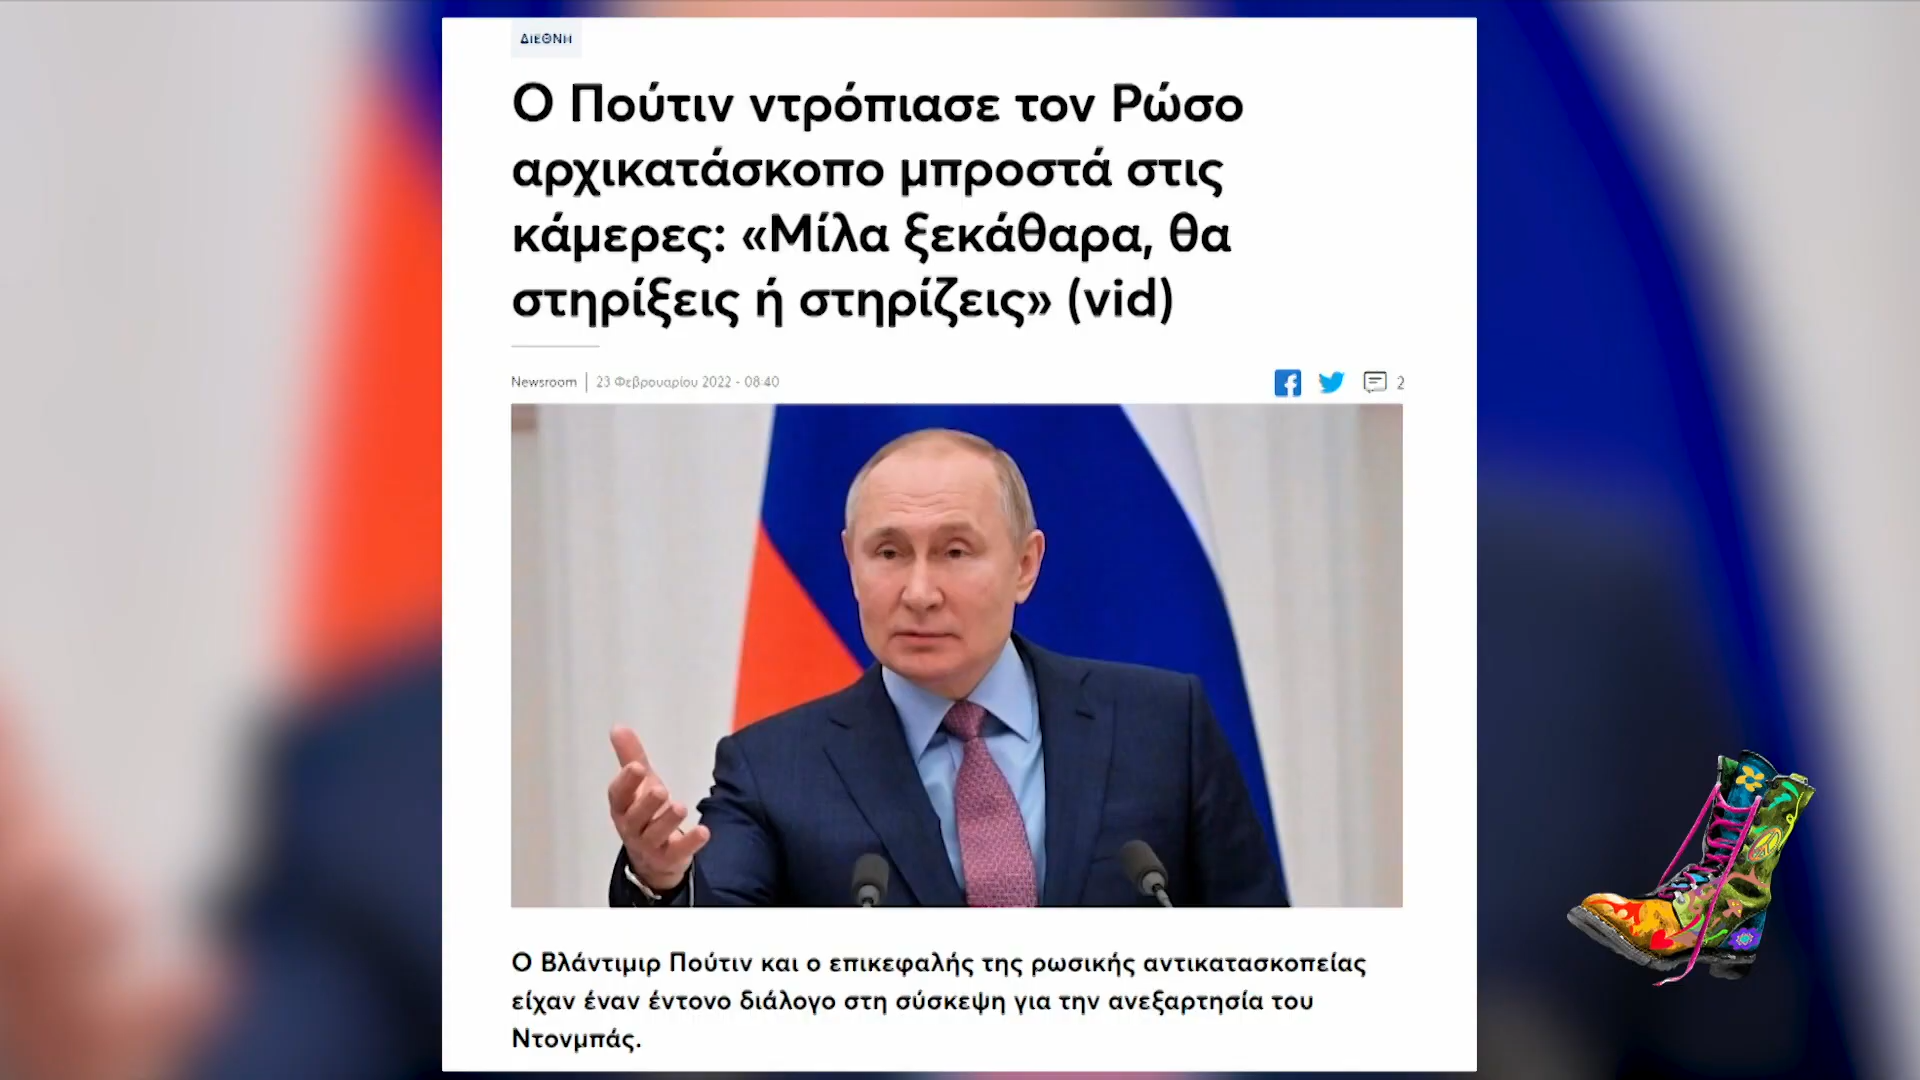 ΔΙΕΘΝΗ
Ο Πούτιν ντρόπιασε τον Ρώσο
αρχικατάσκοπο μπροστά στις
κάμερες: «Μίλα ξεκάθαρα, θα
στηρίξεις ή στηρίζεις» (vid)
Newsroom | 23 Φεβρουαρίου 2022 - 08:40
2
Ο Βλάντιμιρ Πούτιν και ο επικεφαλής της ρωσικής αντικατασκοπείας
είχαν έναν έντονο διάλογο στη σύσκεψη για την ανεξαρτησία του
Ντονμπάς.